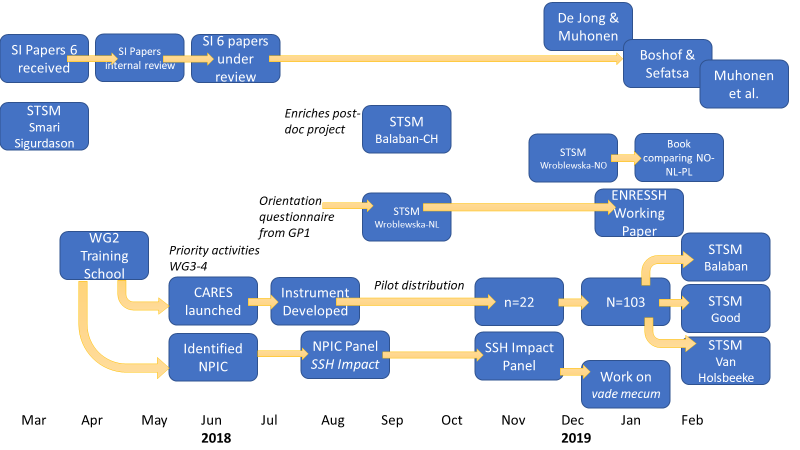 De Jong &
Muhonen
SI Papers 6
received
SI Papers
internal review
SI 6 papers
under
review
Boshof &
Sefatsa
Muhonen
et al.
STSM
Smari
Sigurdason
Enriches post-
doc project
STSM
Balaban-CH
STSM
Wroblewska-NO
Book
comparing NO-
NL-PL
Orientation
questionnaire
from GP1
STSM
Wroblewska-NL
ENRESSH
Working
Paper
WG2
Training
School
Priority activities
WG3-4
STSM
Balaban
CARES
launched
Instrument
Developed
Pilot distribution
n=22
N=103
STSM
Good
Identified
NPIC
NPIC Panel
SSH Impact
SSH Impact
Panel
STSM
Van
Holsbeeke
Work on
vade mecum
Mar Apr May Jun Jul Aug Sep Oct Nov Dec Jan Feb
2018 2019